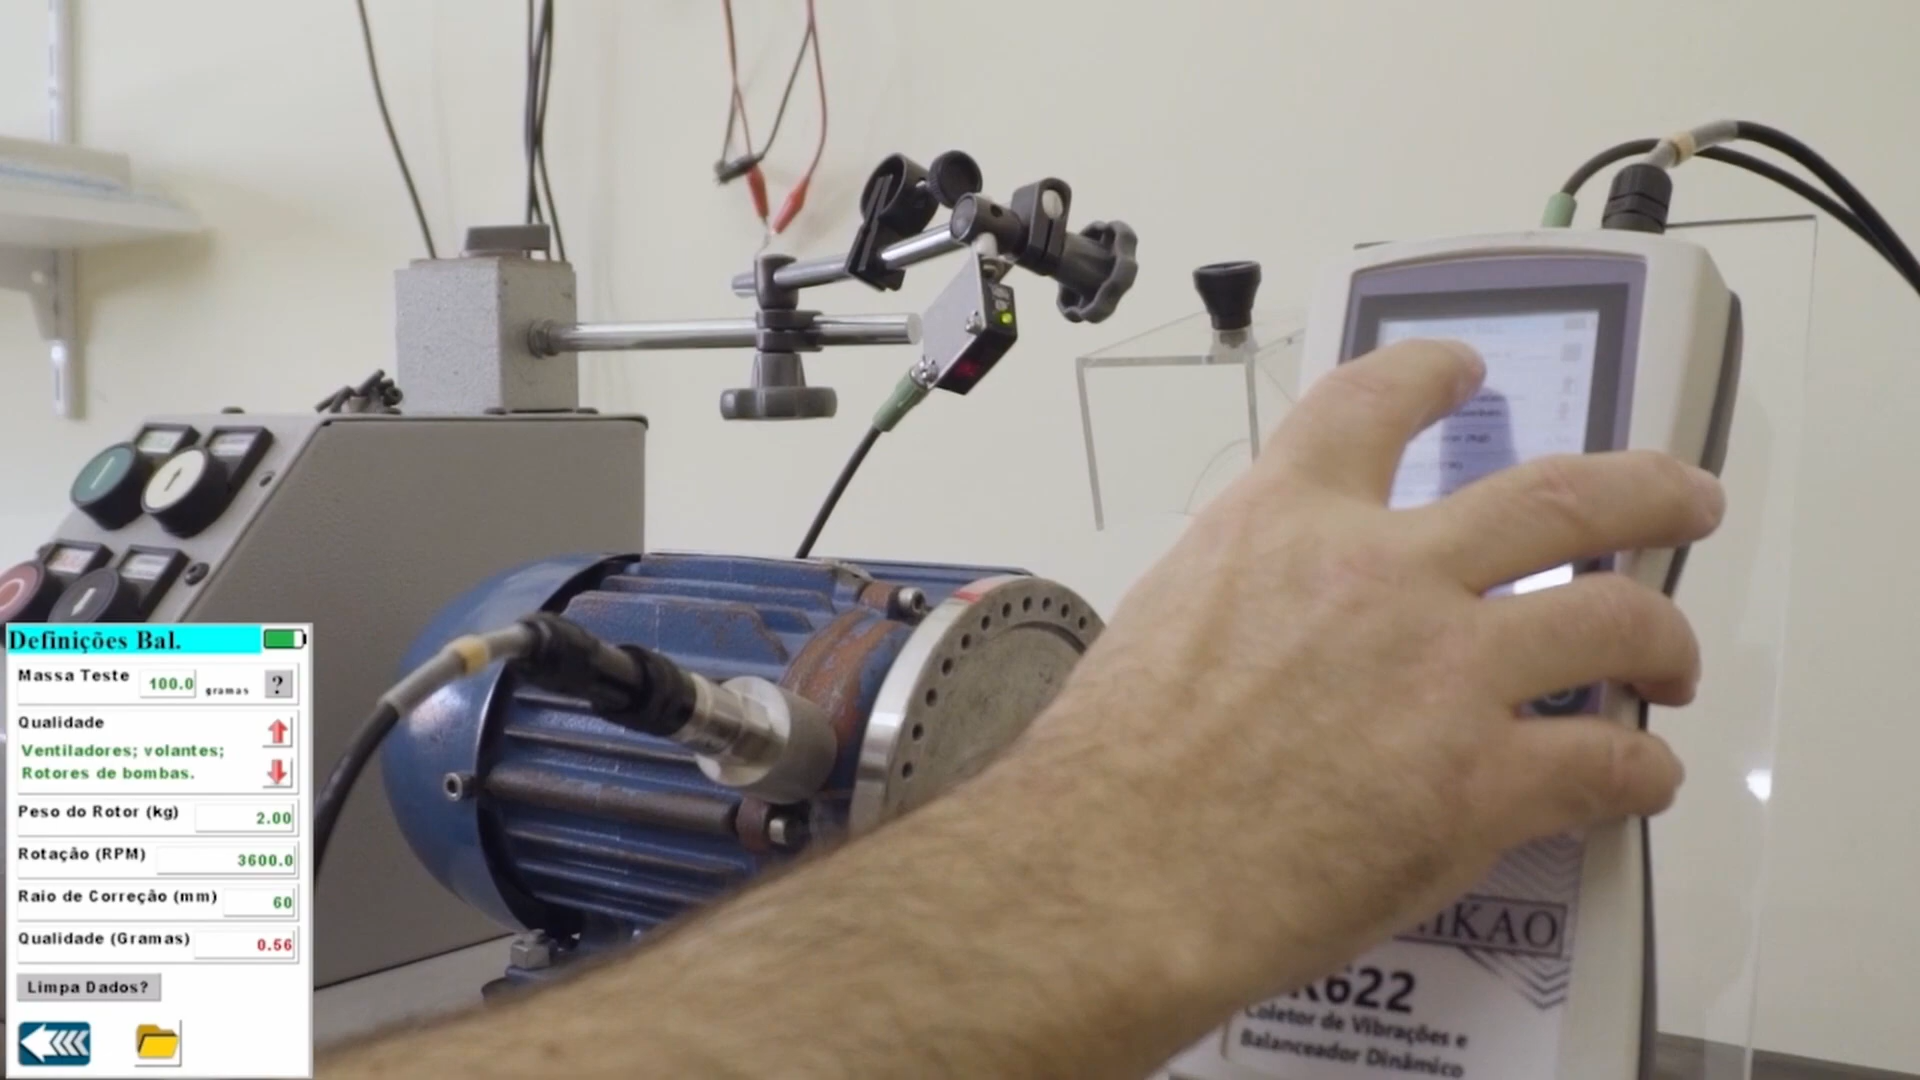 Definições Bal.
Massa Teste 100.0 gramas ?
Qualidade
Ventiladores; volantes;
Rotores de bombas.
Peso do Rotor (kg) 2.00
Rotação (RPM) 3600.0
Raio de Correção (mm) 60
Qualidade (Gramas) 0.56
Limpa Dados?
622
Coletor de Vibrações e
Balanceador Dinâmico